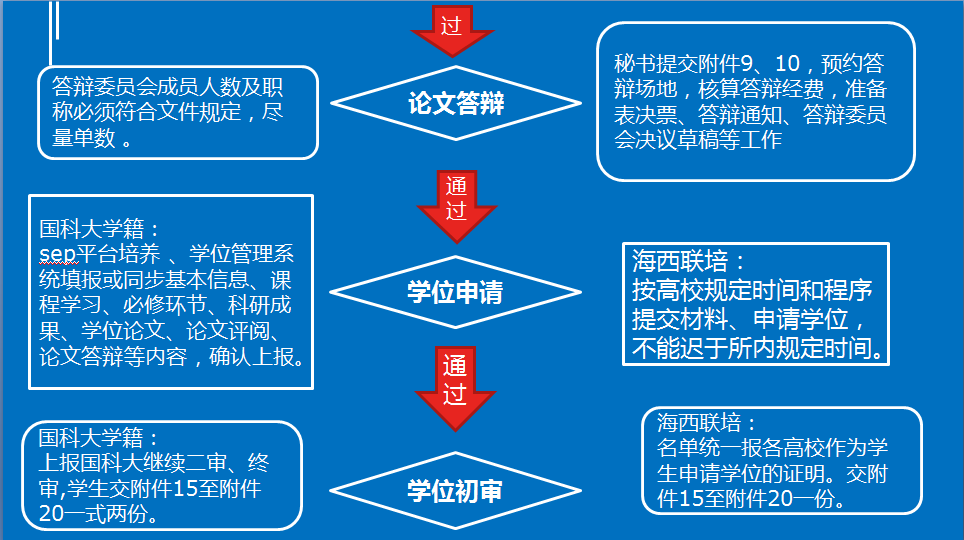 过
答辩委员会成员人数及职
称必须符合文件规定，尽
量单数 。
论文答辩
秘书提交附件9、10，预约答
辩场地，核算答辩经费，准备
表决票、答辩通知、答辩委员
会决议草稿等工作
通
过
国科大学籍：
sep平台培养 、学位管理系
统填报或同步基本信息、课
程学习、必修环节、科研成
果、学位论文、论文评阅、
论文答辩等内容，确认上报。
学位申请
海西联培：
按高校规定时间和程序
提交材料、申请学位，
不能迟于所内规定时间。
通
过
国科大学籍：
上报国科大继续二审、终
审,学生交附件15至附件
20一式两份。
学位初审
海西联培：
名单统一报各高校作为学
生申请学位的证明。交附
件15至附件20一份。